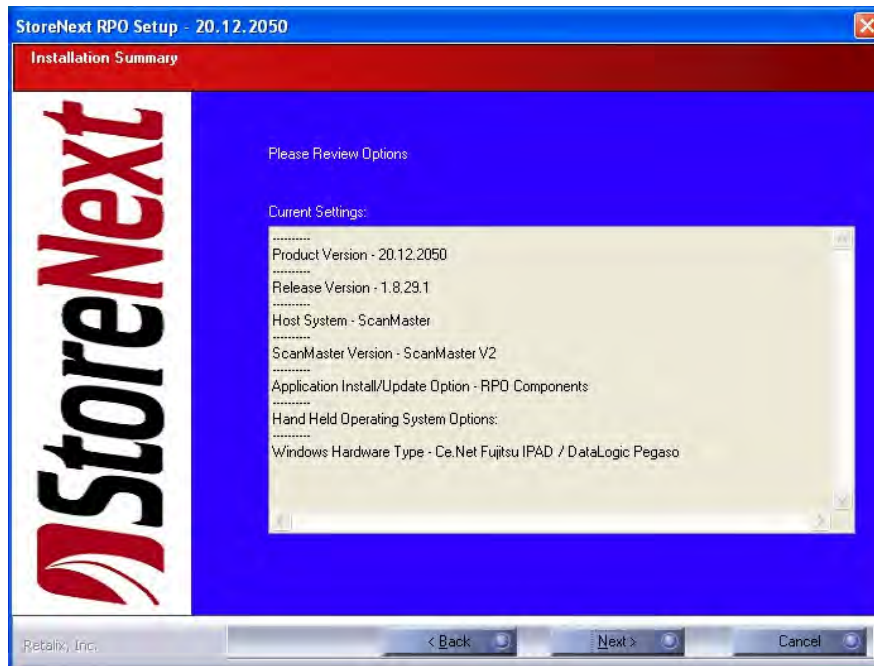 StoreNext RPO Setup - 20.12.2050
Installation Summary
StoreNext
Please Review Options
Current Settings:
----------
Product Version - 20.12.2050
----------
Release Version - 1.8.29.1
----------
Host System - ScanMaster
----------
ScanMaster Version - ScanMaster V2
----------
Application Install/Update Option - RPO Components
----------
Hand Held Operating System Options:
----------
Windows Hardware Type - Ce.Net Fujitsu IPAD / DataLogic Pegaso
Retalix, Inc.
< Back
Next >
Cancel